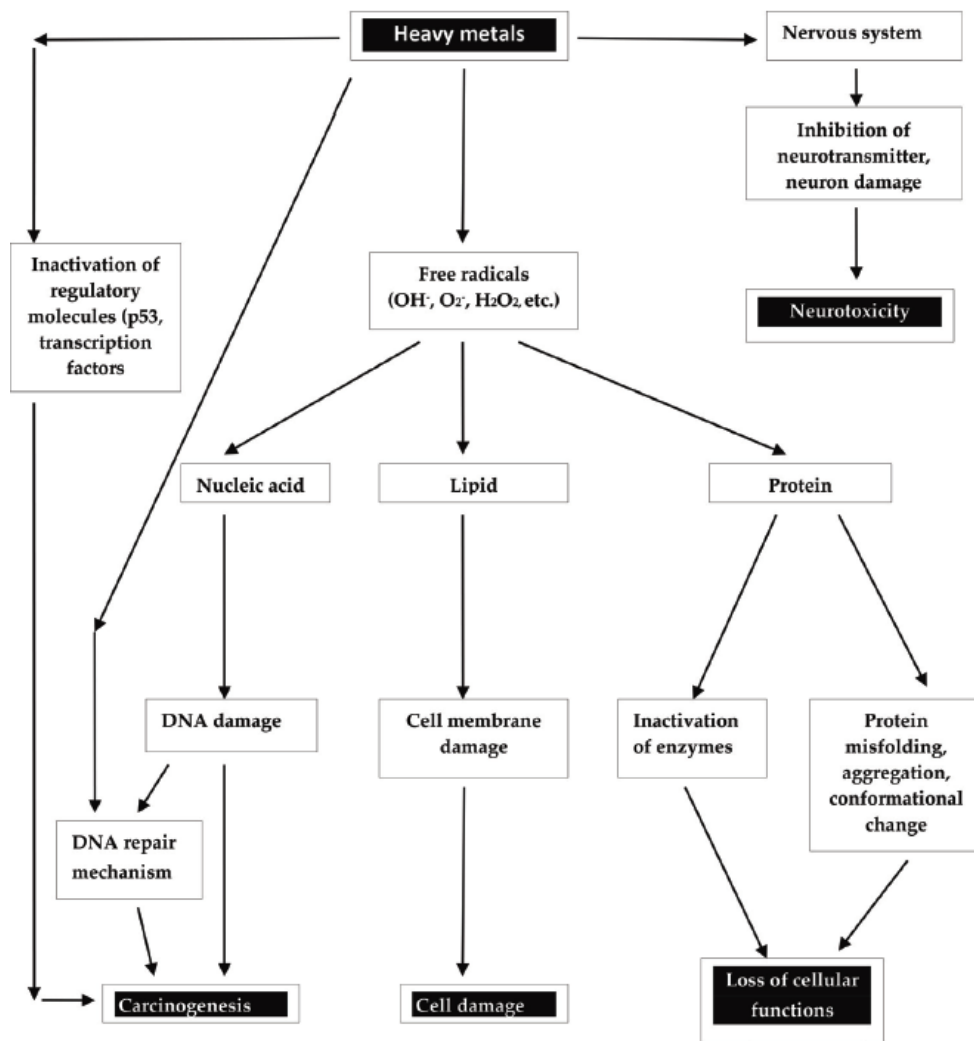 Heavy metals
Nervous system
Inhibition of
neurotransmitter,
neuron damage
Neurotoxicity
Inactivation of
regulatory
molecules (p53,
transcription
factors
Free radicals
(OH·, O₂·, H₂O₂, etc.)
Nucleic acid
Lipid
Protein
DNA damage
Cell membrane
damage
Inactivation
of enzymes
Protein
misfolding,
aggregation,
conformational
change
DNA repair
mechanism
Carcinogenesis
Cell damage
Loss of cellular
functions